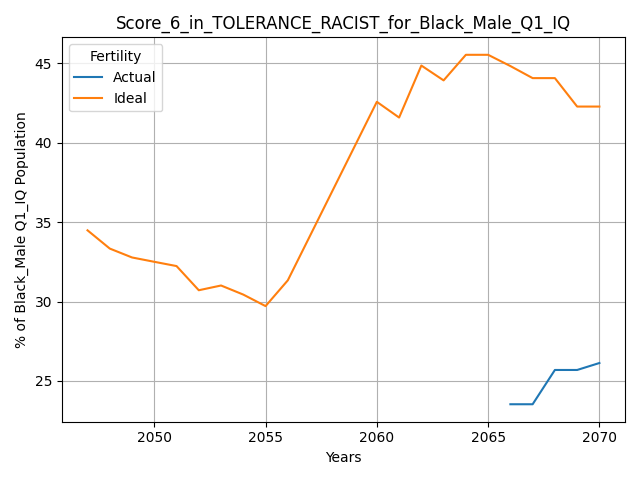 Score_6_in_TOLERANCE_RACIST_for_Black_Male_Q1_IQ
Fertility
Actual
Ideal
% of Black_Male Q1_IQ Population
45
40
35
30
25
2050
2055
2060
2065
2070
Years